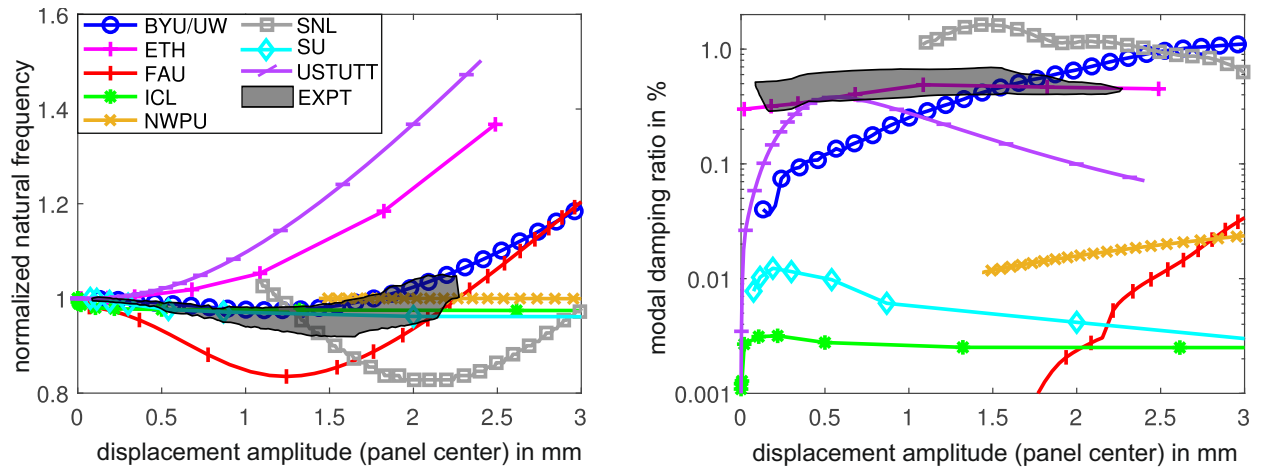 normalized natural frequency
1.6
1.4
1.2
1
0.8
BYU/UW
ETH
FAU
ICL
NWPU
SNL
SU
USTUTT
EXPT
0 0.5 1 1.5 2 2.5 3
displacement amplitude (panel center) in mm
modal damping ratio in %
1.0
0.1
0.01
0.001
0 0.5 1 1.5 2 2.5 3
displacement amplitude (panel center) in mm